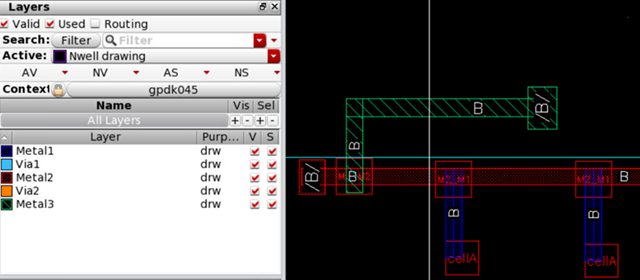 Layers
Valid Used Routing
Search: Filter Filter
Active: Nwell drawing
AV NV AS NS
Context gpdk045
Name Vis Sel
All Layers + - + -
Layer Purp... V S
Metal1 drw
Via1 drw
Metal2 drw
Via2 drw
Metal3 drw
B /B/
B
/B/ B M2_M1 M2_M1 B
B B
cellA cellA